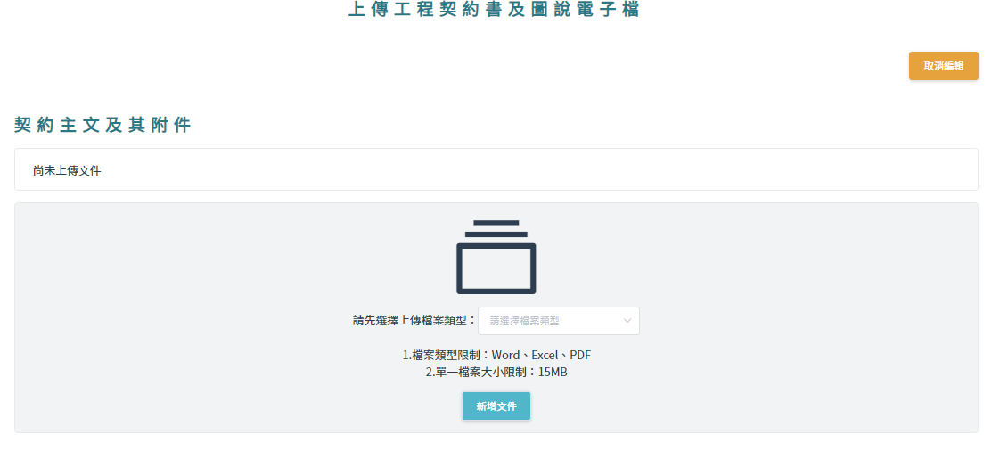 上傳工程契約書及圖說電子檔
取消編輯
契約主文及其附件
尚未上傳文件
請先選擇上傳檔案類型：請選擇檔案類型
1.檔案類型限制：Word、Excel、PDF
2.單一檔案大小限制：15MB
新增文件